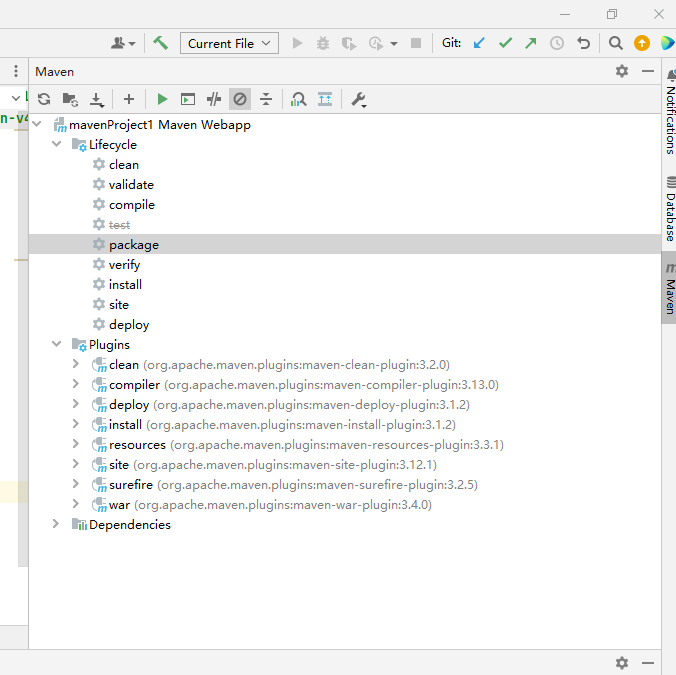 Current File
Git:
Maven
n-v4
mavenProject1 Maven Webapp
Lifecycle
clean
validate
compile
test
package
verify
install
site
deploy
Plugins
clean (org.apache.maven.plugins:maven-clean-plugin:3.2.0)
compiler (org.apache.maven.plugins:maven-compiler-plugin:3.13.0)
deploy (org.apache.maven.plugins:maven-deploy-plugin:3.1.2)
install (org.apache.maven.plugins:maven-install-plugin:3.1.2)
resources (org.apache.maven.plugins:maven-resources-plugin:3.3.1)
site (org.apache.maven.plugins:maven-site-plugin:3.12.1)
surefire (org.apache.maven.plugins:maven-surefire-plugin:3.2.5)
war (org.apache.maven.plugins:maven-war-plugin:3.4.0)
Dependencies
Notifications
Database
Maven